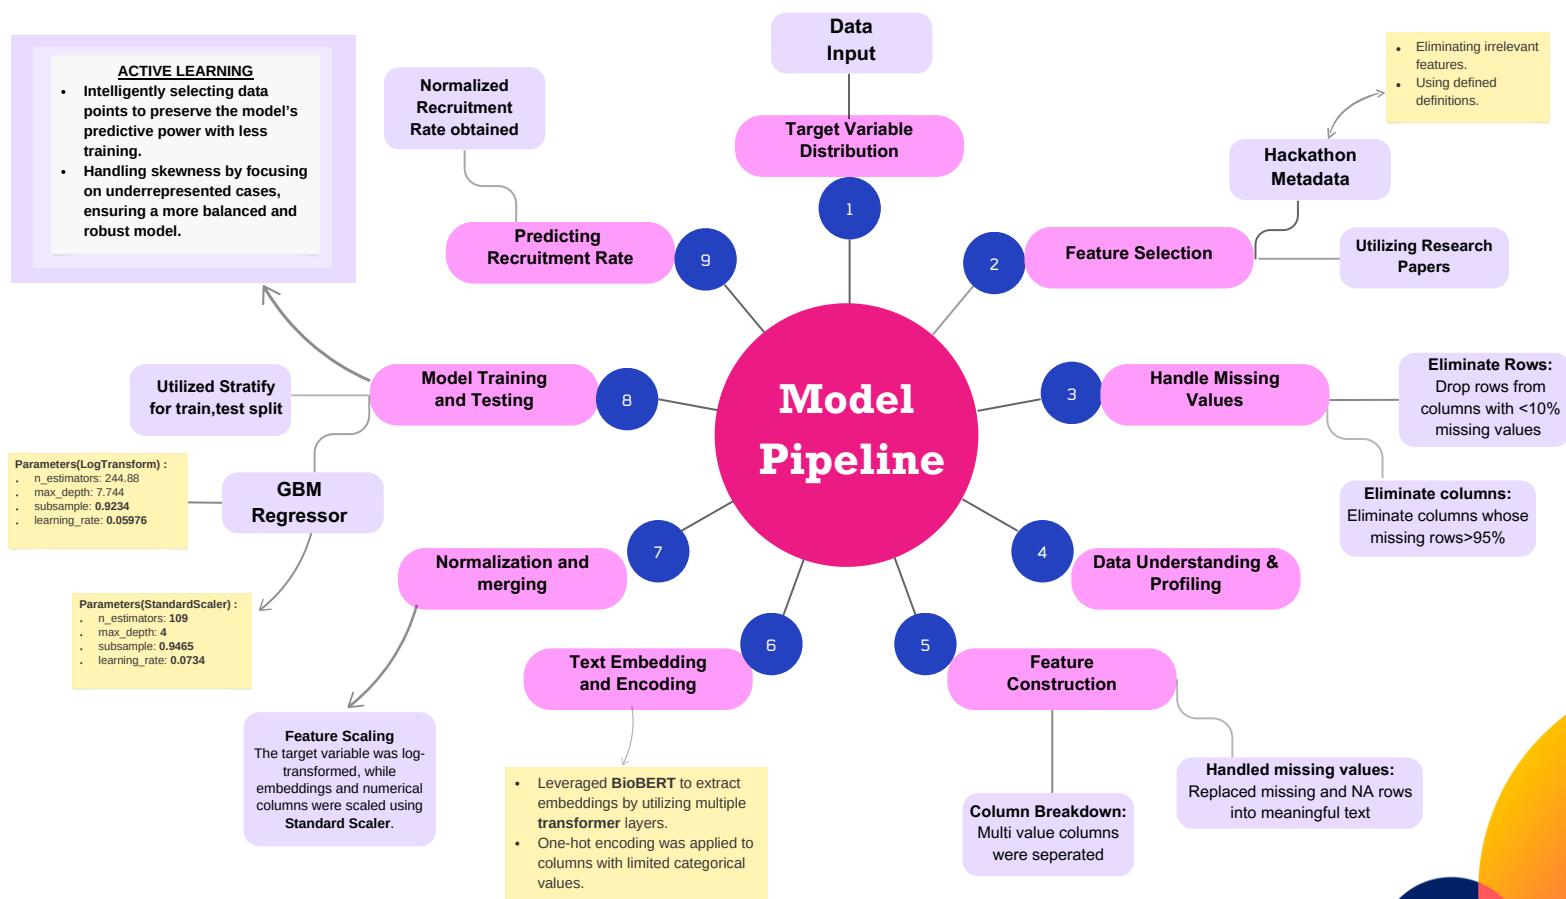 Data
Input
Target Variable
Distribution
1
Model
Pipeline
2
Feature Selection
Hackathon
Metadata
• Eliminating irrelevant
features.
• Using defined
definitions.
Utilizing Research
Papers
3
Handle Missing
Values
Eliminate Rows:
Drop rows from
columns with <10%
missing values
Eliminate columns:
Eliminate columns whose
missing rows>95%
4
Data Understanding &
Profiling
5
Feature
Construction
Column Breakdown:
Multi value columns
were seperated
Handled missing values:
Replaced missing and NA rows
into meaningful text
6
Text Embedding
and Encoding
• Leveraged BioBERT to extract
embeddings by utilizing multiple
transformer layers.
• One-hot encoding was applied to
columns with limited categorical
values.
7
Normalization and
merging
Feature Scaling
The target variable was log-
transformed, while
embeddings and numerical
columns were scaled using
Standard Scaler.
8
Model Training
and Testing
ACTIVE LEARNING
• Intelligently selecting data
points to preserve the model's
predictive power with less
training.
• Handling skewness by focusing
on underrepresented cases,
ensuring a more balanced and
robust model.
Utilized Stratify
for train,test split
GBM
Regressor
Parameters(LogTransform) :
. n_estimators: 244.88
. max_depth: 7.744
. subsample: 0.9234
. learning_rate: 0.05976
Parameters(StandardScaler) :
. n_estimators: 109
. max_depth: 4
. subsample: 0.9465
. learning_rate: 0.0734
9
Predicting
Recruitment Rate
Normalized
Recruitment
Rate obtained